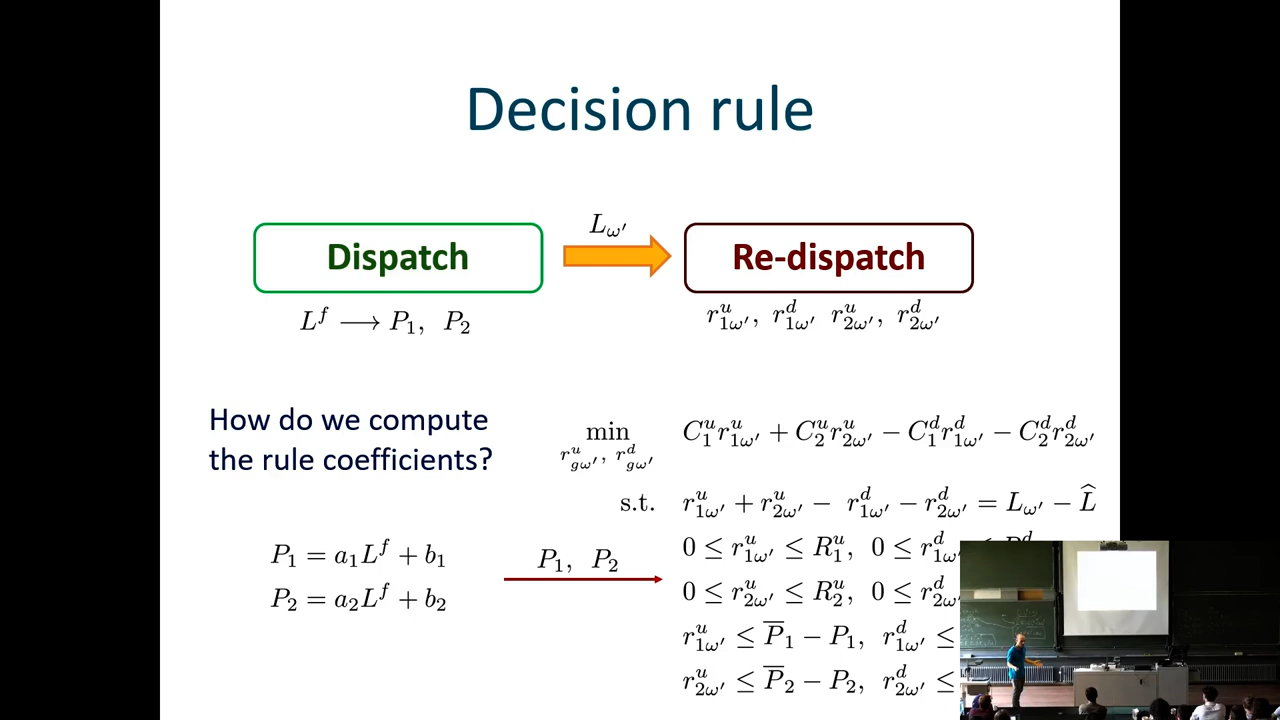 Decision rule
L_{ω'}
Dispatch
Re-dispatch
L^f ⟶ P_1, P_2
r^u_{1ω'}, r^d_{1ω'} r^u_{2ω'}, r^d_{2ω'}
How do we compute
the rule coefficients?
min C^u_1 r^u_{1ω'} + C^u_2 r^u_{2ω'} − C^d_1 r^d_{1ω'} − C^d_2 r^d_{2ω'}
r^u_{gω'}, r^d_{gω'}
s.t. r^u_{1ω'} + r^u_{2ω'} − r^d_{1ω'} − r^d_{2ω'} = L_{ω'} − \widehat{L}
P_1 = a_1 L^f + b_1
P_2 = a_2 L^f + b_2
P_1, P_2
0 ≤ r^u_{1ω'} ≤ R^u_1, 0 ≤ r^d_{1ω'}
0 ≤ r^u_{2ω'} ≤ R^u_2, 0 ≤ r^d_{2ω'}
r^u_{1ω'} ≤ \overline{P}_1 − P_1, r^d_{1ω'} ≤
r^u_{2ω'} ≤ \overline{P}_2 − P_2, r^d_{2ω'} ≤